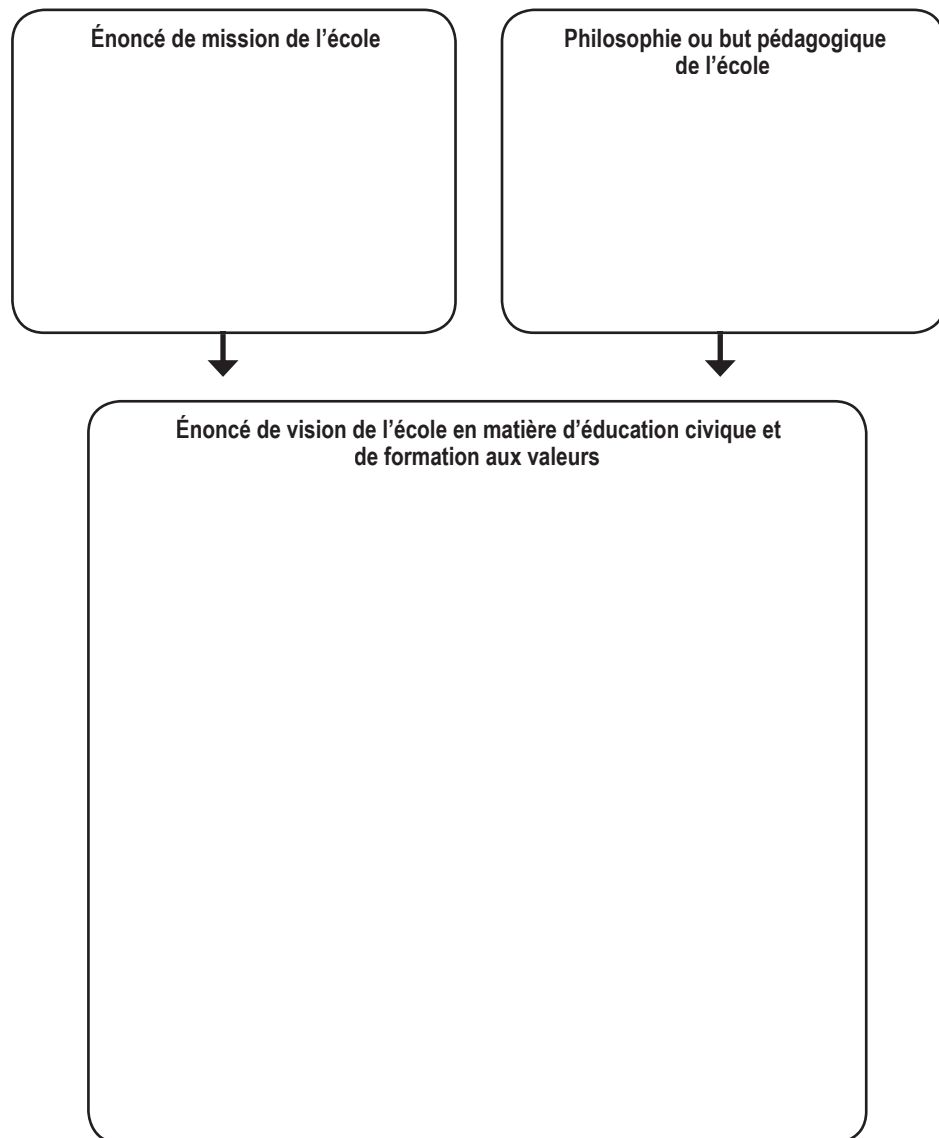 Énoncé de mission de l’école
Philosophie ou but pédagogique
de l’école
Énoncé de vision de l’école en matière d’éducation civique et
de formation aux valeurs